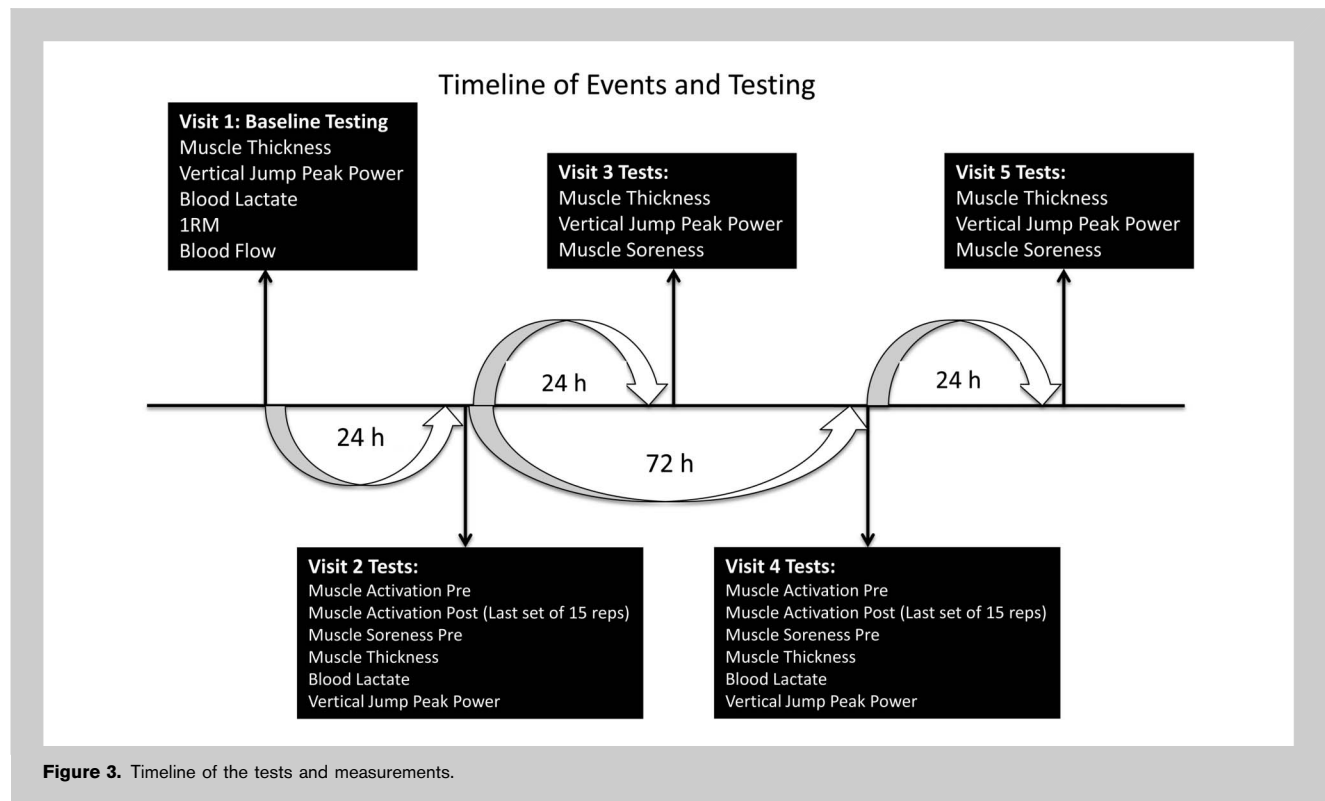 Timeline of Events and Testing
Visit 1: Baseline Testing
Muscle Thickness
Vertical Jump Peak Power
Blood Lactate
1RM
Blood Flow
Visit 3 Tests:
Muscle Thickness
Vertical Jump Peak Power
Muscle Soreness
Visit 5 Tests:
Muscle Thickness
Vertical Jump Peak Power
Muscle Soreness
24 h
24 h
24 h
72 h
Visit 2 Tests:
Muscle Activation Pre
Muscle Activation Post (Last set of 15 reps)
Muscle Soreness Pre
Muscle Thickness
Blood Lactate
Vertical Jump Peak Power
Visit 4 Tests:
Muscle Activation Pre
Muscle Activation Post (Last set of 15 reps)
Muscle Soreness Pre
Muscle Thickness
Blood Lactate
Vertical Jump Peak Power
Figure 3. Timeline of the tests and measurements.